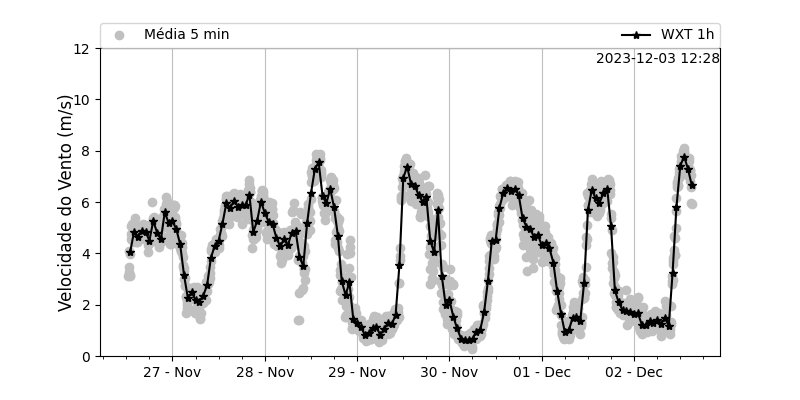 Média 5 min
WXT 1h
2023-12-03 12:28
Velocidade do Vento (m/s)
12
10
8
6
4
2
0
27 - Nov
28 - Nov
29 - Nov
30 - Nov
01 - Dec
02 - Dec